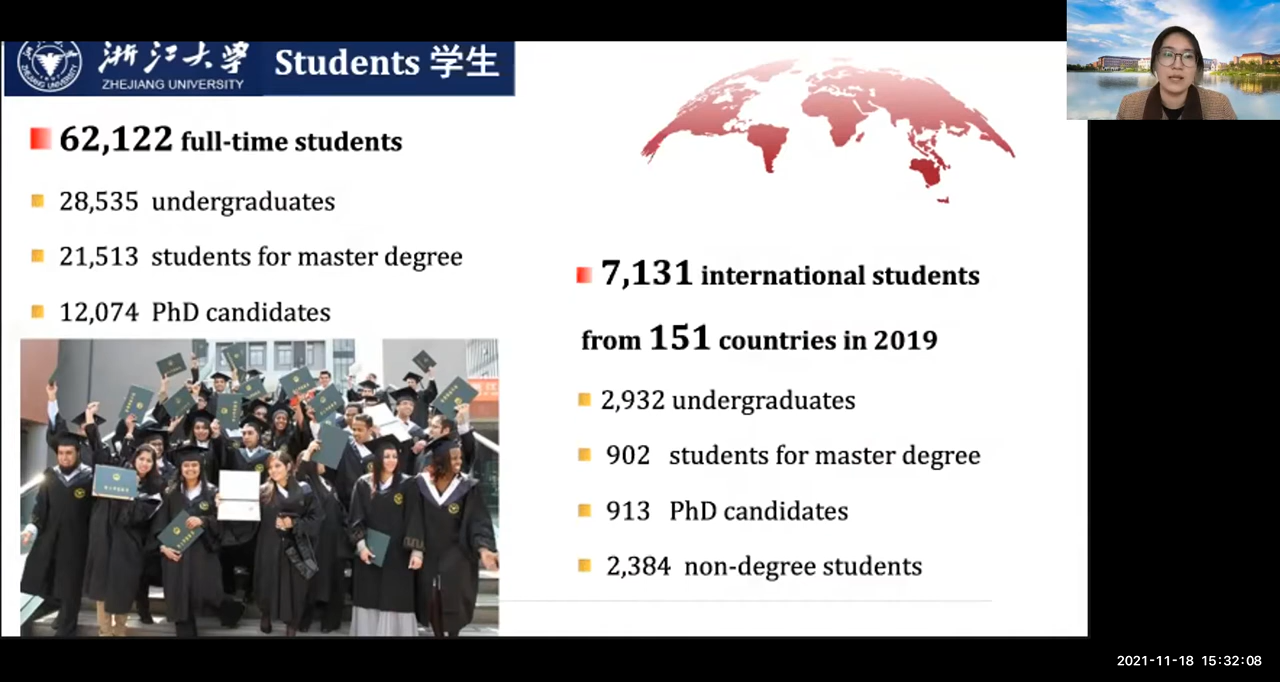 浙江大学
ZHEJIANG UNIVERSITY
Students 学生
62,122 full-time students
28,535 undergraduates
21,513 students for master degree
12,074 PhD candidates
7,131 international students
from 151 countries in 2019
2,932 undergraduates
902 students for master degree
913 PhD candidates
2,384 non-degree students
2021-11-18 15:32:08